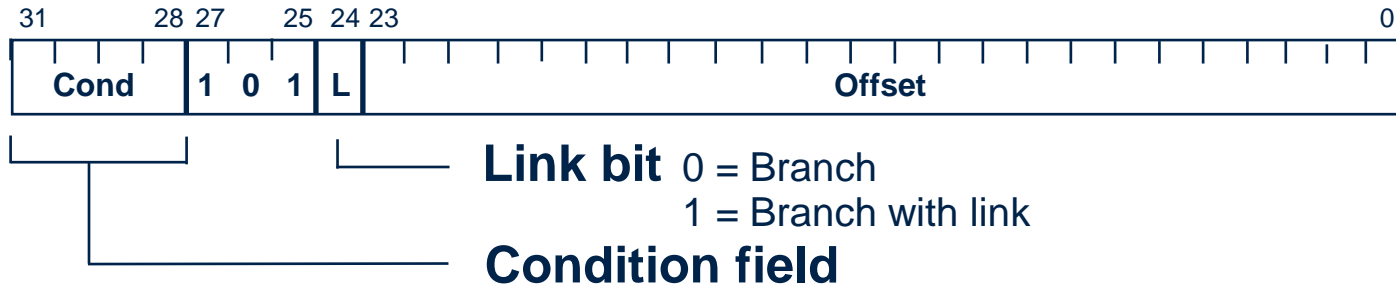 31 28 27 25 24 23 0
Cond 1 0 1 L Offset
Link bit 0 = Branch
1 = Branch with link
Condition field